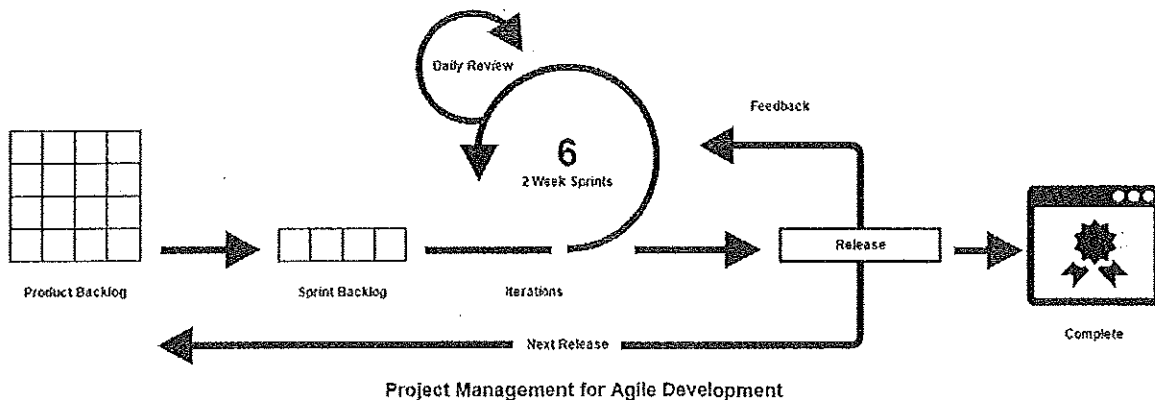 Daily Review
Feedback
6
2 Week Sprints
Release
Product Backlog
Sprint Backlog
Iterations
Complete
Next Release
Project Management for Agile Development